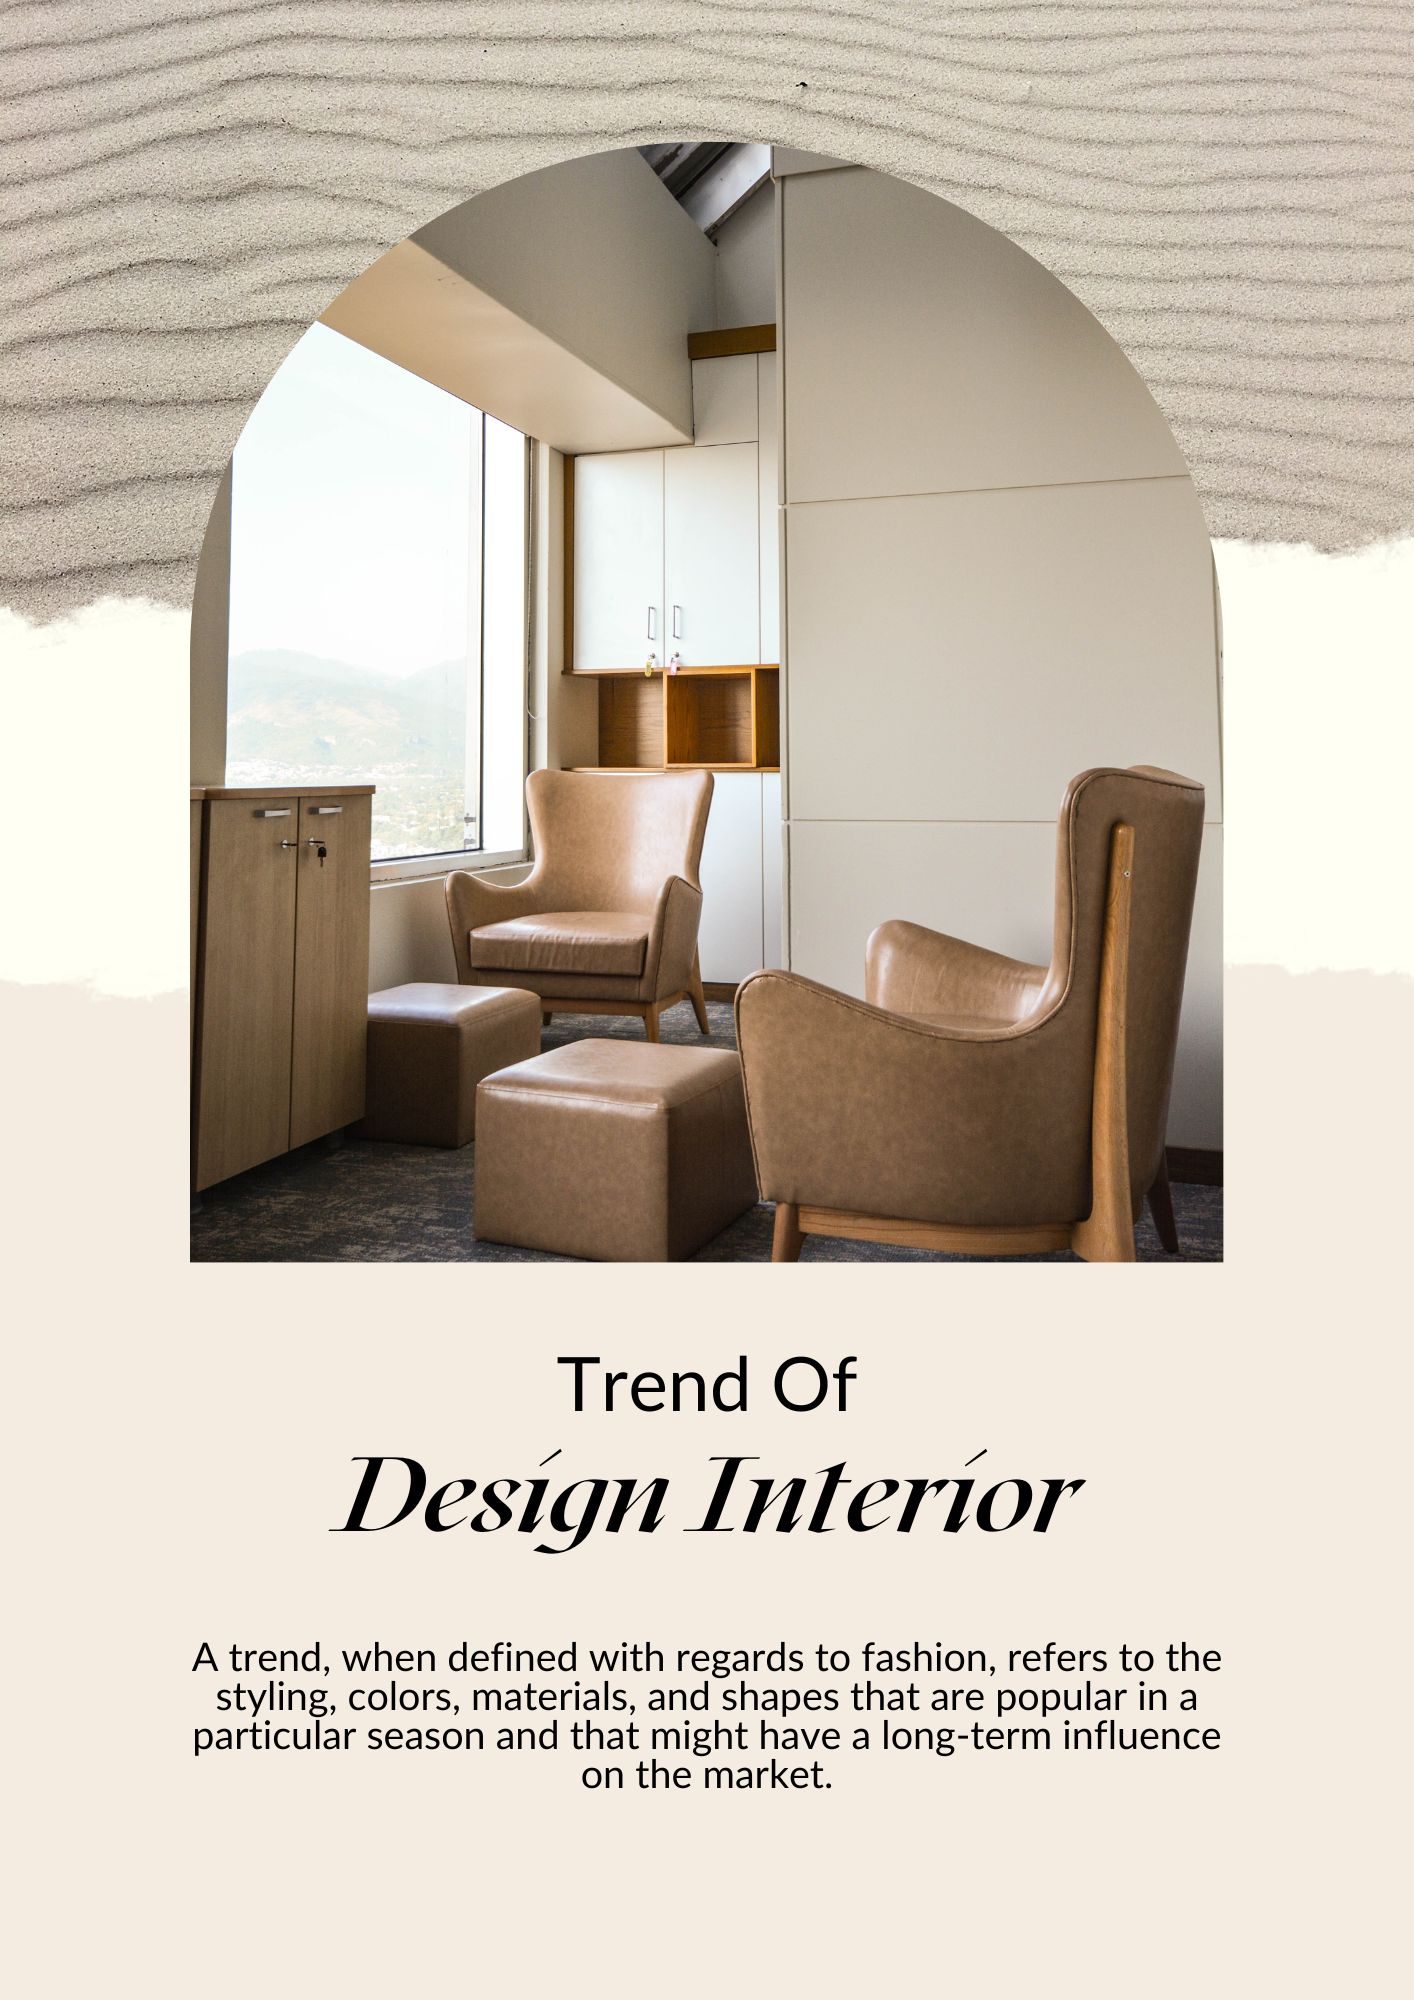 Trend Of
Design Interior
A trend, when defined with regards to fashion, refers to the
styling, colors, materials, and shapes that are popular in a
particular season and that might have a long-term influence
on the market.